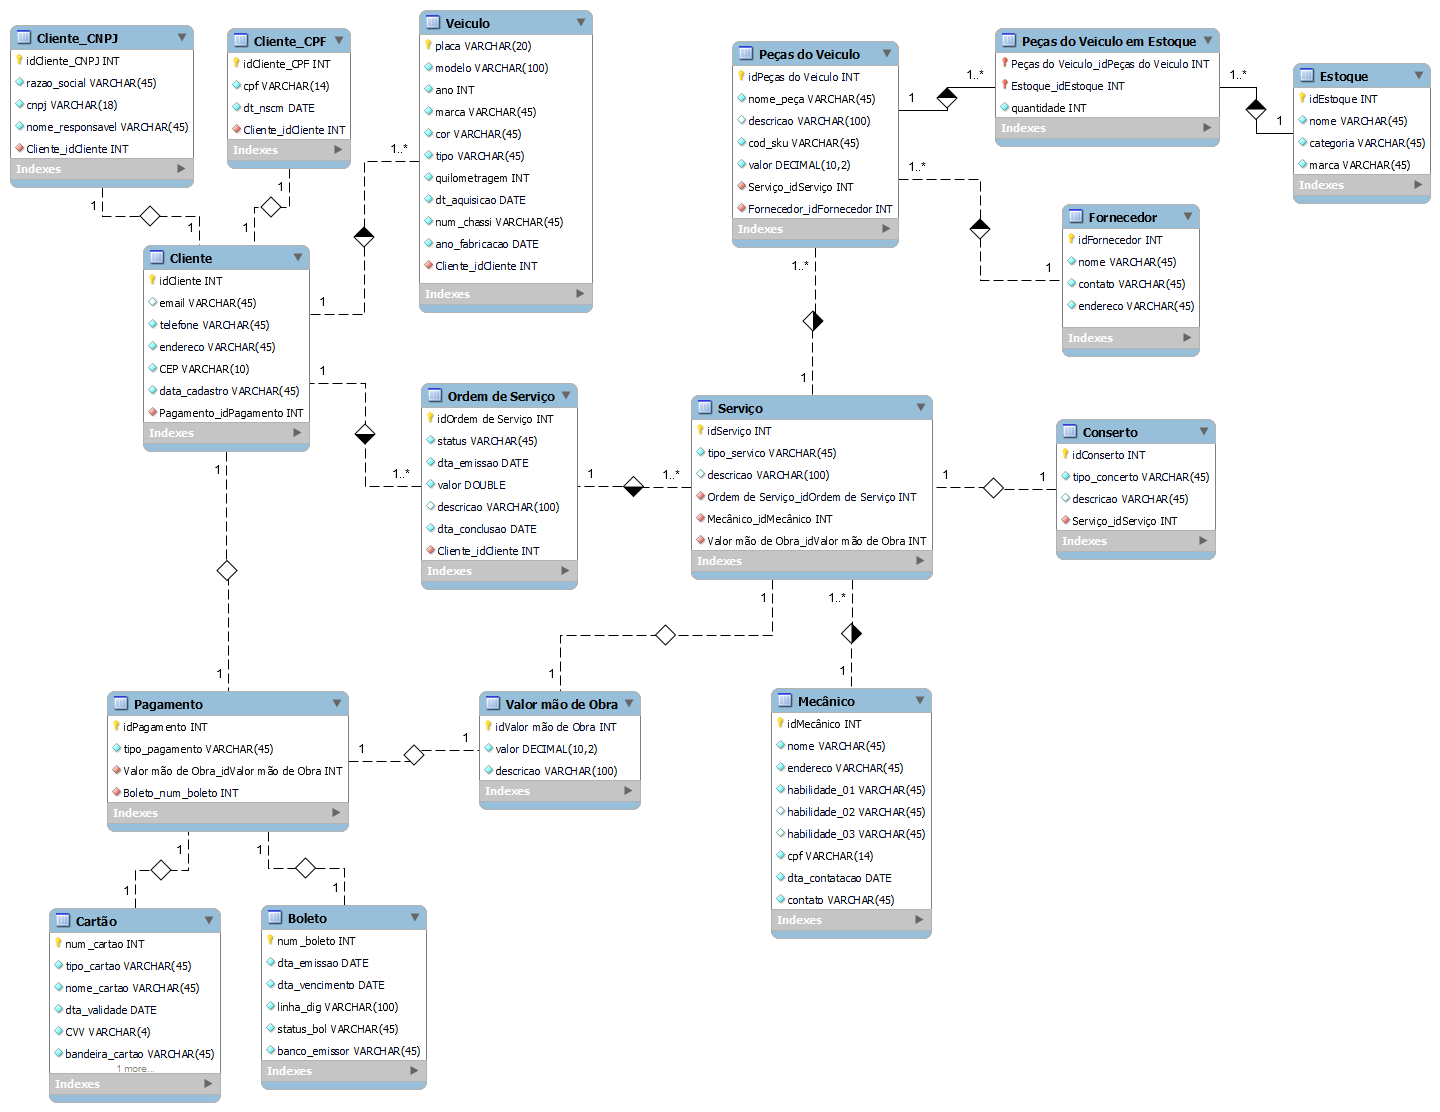 Cliente_CNPJ
idCliente_CNPJ INT
razao_social VARCHAR(45)
cnpj VARCHAR(18)
nome_responsavel VARCHAR(45)
Cliente_idCliente INT
Indexes
Cliente_CPF
idCliente_CPF INT
cpf VARCHAR(14)
dt_nscm DATE
Cliente_idCliente INT
Indexes
Veiculo
placa VARCHAR(20)
modelo VARCHAR(100)
ano INT
marca VARCHAR(45)
cor VARCHAR(45)
tipo VARCHAR(45)
quilometragem INT
dt_aquisicao DATE
num_chassi VARCHAR(45)
ano_fabricacao DATE
Cliente_idCliente INT
Indexes
Peças do Veiculo
idPeças do Veiculo INT
nome_peça VARCHAR(45)
descricao VARCHAR(100)
cod_sku VARCHAR(45)
valor DECIMAL(10,2)
Serviço_idServiço INT
Fornecedor_idFornecedor INT
Indexes
Peças do Veiculo em Estoque
Peças do Veiculo_idPeças do Veiculo INT
Estoque_idEstoque INT
quantidade INT
Indexes
Estoque
idEstoque INT
nome VARCHAR(45)
categoria VARCHAR(45)
marca VARCHAR(45)
Indexes
1
1..*
1..*
1
1..*
1
Fornecedor
idFornecedor INT
nome VARCHAR(45)
contato VARCHAR(45)
endereco VARCHAR(45)
Indexes
1
1
1
1
1..*
1
Cliente
idCliente INT
email VARCHAR(45)
telefone VARCHAR(45)
endereco VARCHAR(45)
CEP VARCHAR(10)
data_cadastro VARCHAR(45)
Pagamento_idPagamento INT
Indexes
1
1..*
Ordem de Serviço
idOrdem de Serviço INT
status VARCHAR(45)
dta_emissao DATE
valor DOUBLE
descricao VARCHAR(100)
dta_conclusao DATE
Cliente_idCliente INT
Indexes
1
1..*
1..*
1
Serviço
idServiço INT
tipo_servico VARCHAR(45)
descricao VARCHAR(100)
Ordem de Serviço_idOrdem de Serviço INT
Mecânico_idMecânico INT
Valor mão de Obra_idValor mão de Obra INT
Indexes
1
1
Conserto
idConserto INT
tipo_concerto VARCHAR(45)
descricao VARCHAR(45)
Serviço_idServiço INT
Indexes
1
1
1
1
1..*
1
Pagamento
idPagamento INT
tipo_pagamento VARCHAR(45)
Valor mão de Obra_idValor mão de Obra INT
Boleto_num_boleto INT
Indexes
1
1
Valor mão de Obra
idValor mão de Obra INT
valor DECIMAL(10,2)
descricao VARCHAR(100)
Indexes
Mecânico
idMecânico INT
nome VARCHAR(45)
endereco VARCHAR(45)
habilidade_01 VARCHAR(45)
habilidade_02 VARCHAR(45)
habilidade_03 VARCHAR(45)
cpf VARCHAR(14)
dta_contatacao DATE
contato VARCHAR(45)
Indexes
1
1
1
1
Cartão
num_cartao INT
tipo_cartao VARCHAR(45)
nome_cartao VARCHAR(45)
dta_validade DATE
CVV VARCHAR(4)
bandeira_cartao VARCHAR(45)
1 more...
Indexes
Boleto
num_boleto INT
dta_emissao DATE
dta_vencimento DATE
linha_dig VARCHAR(100)
status_bol VARCHAR(45)
banco_emissor VARCHAR(45)
Indexes